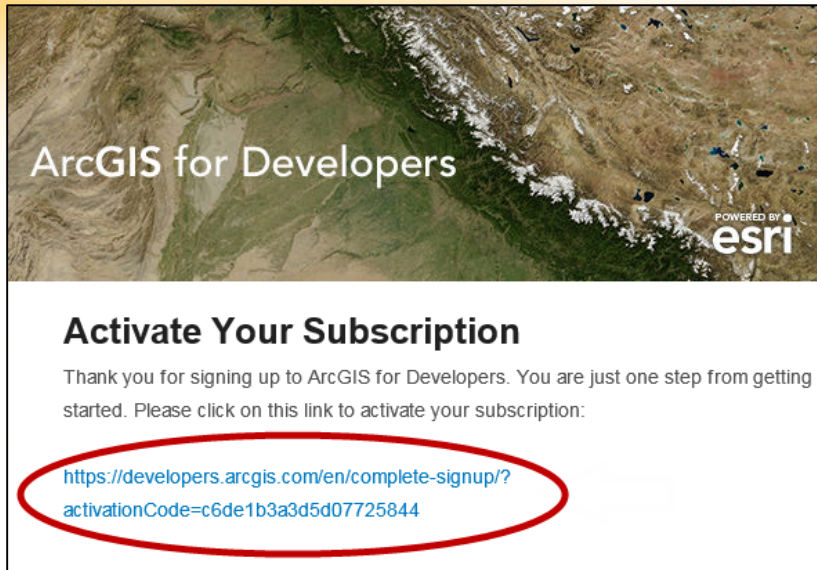 ArcGIS for Developers
POWERED BY
esri
Activate Your Subscription
Thank you for signing up to ArcGIS for Developers. You are just one step from getting
started. Please click on this link to activate your subscription:
https://developers.arcgis.com/en/complete-signup/?
activationCode=c6de1b3a3d5d07725844